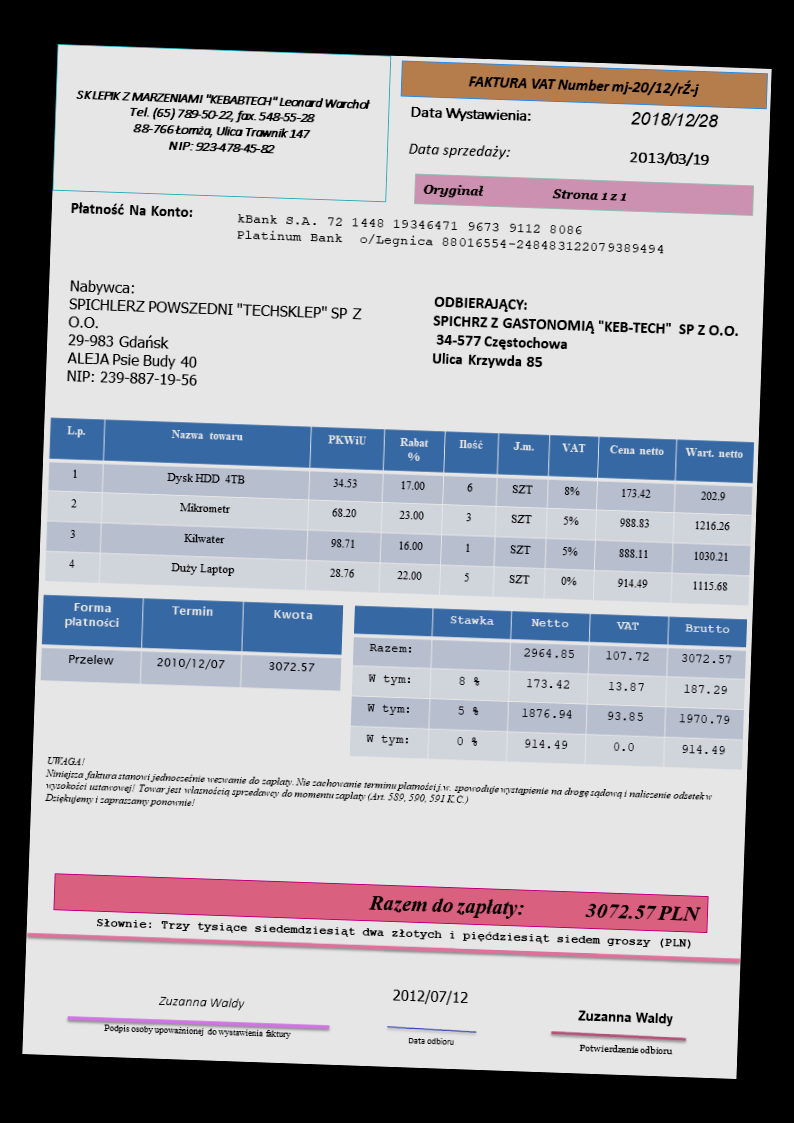 SKLEPIK Z MARZENIAMI "KEBABTECH" Leonard Warchoł
Tel. (65) 789-50-22, fax. 548-55-28
88-766 Łomża, Ulica Trawnik 147
NIP: 923-478-45-82
FAKTURA VAT Number mj-20/12/rŹ-j
Data Wystawienia: 2018/12/28
Data sprzedaży: 2013/03/19
Oryginał Strona 1 z 1
Płatność Na Konto:
kBank S.A. 72 1448 19346471 9673 9112 8086
Platinum Bank o/Legnica 88016554-248483122079389494
Nabywca:
SPICHLERZ POWSZEDNI "TECHSKLEP" SP Z
O.O.
29-983 Gdańsk
ALEJA Psie Budy 40
NIP: 239-887-19-56
ODBIERAJĄCY:
SPICHRZ Z GASTONOMIĄ "KEB-TECH" SP Z O.O.
34-577 Częstochowa
Ulica Krzywda 85
L.p. Nazwa towaru PKWiU Rabat % Ilość J.m. VAT Cena netto Wart. netto
1 Dysk HDD 4TB 34.53 17.00 6 SZT 8% 173.42 202.9
2 Mikrometr 68.20 23.00 3 SZT 5% 988.83 1216.26
3 Kilwater 98.71 16.00 1 SZT 5% 888.11 1030.21
4 Duży Laptop 28.76 22.00 5 SZT 0% 914.49 1115.68
Forma płatności Termin Kwota
Przelew 2010/12/07 3072.57
Stawka Netto VAT Brutto
Razem: 2964.85 107.72 3072.57
W tym: 8 % 173.42 13.87 187.29
W tym: 5 % 1876.94 93.85 1970.79
W tym: 0 % 914.49 0.0 914.49
UWAGA!
Niniejsza faktura stanowi jednocześnie wezwanie do zapłaty. Nie zachowanie terminu płatności j.w. spowoduje wystąpienie na drogę sądową i naliczenie odsetek w
wysokości ustawowej! Towar jest własnością sprzedawcy do momentu zapłaty (Art. 589, 590, 591 K.C.)
Dziękujemy i zapraszamy ponownie!
Razem do zapłaty: 3072.57 PLN
Słownie: Trzy tysiące siedemdziesiąt dwa złotych i pięćdziesiąt siedem groszy (PLN)
Zuzanna Waldy
Podpis osoby upoważnionej do wystawienia faktury
2012/07/12
Data odbioru
Zuzanna Waldy
Potwierdzenie odbioru